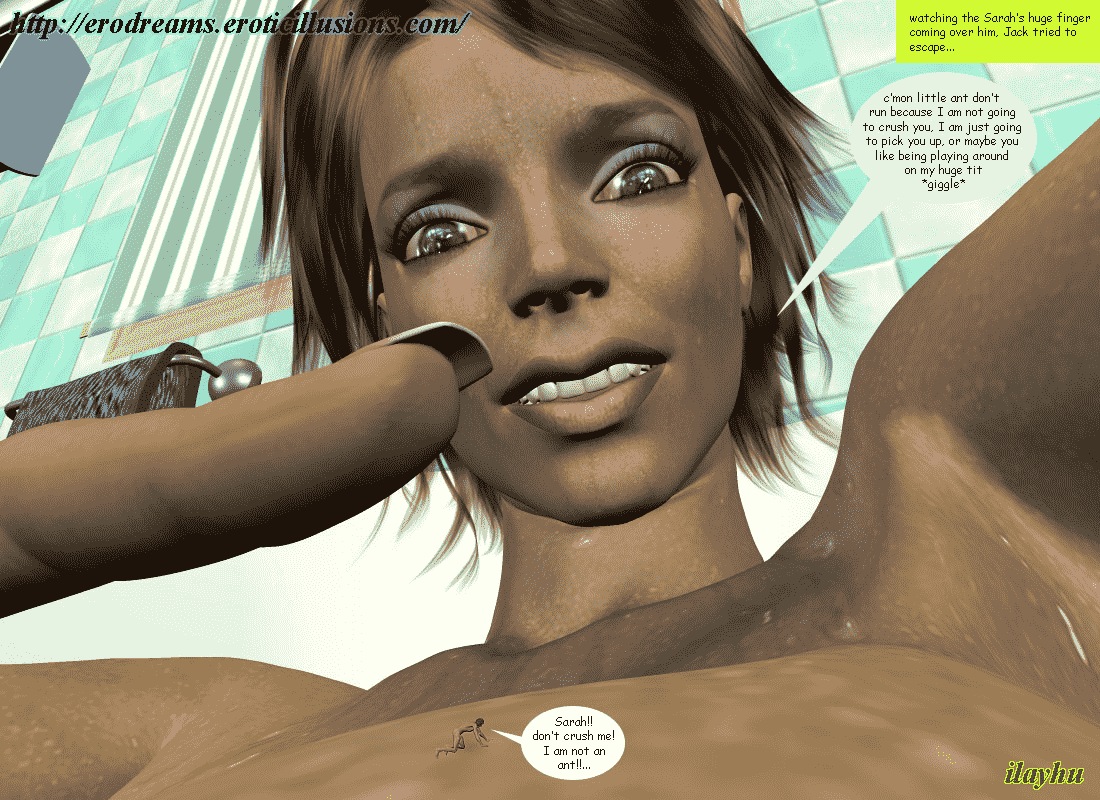 http://erodreams.eroticillusions.com/
watching the Sarah's huge finger
coming over him, Jack tried to
escape...
c'mon little ant don't
run because I am not going
to crush you, I am just going
to pick you up, or maybe you
like being playing around
on my huge tit
*giggle*
Sarah!!
don't crush me!
I am not an
ant!!...
ilayhu